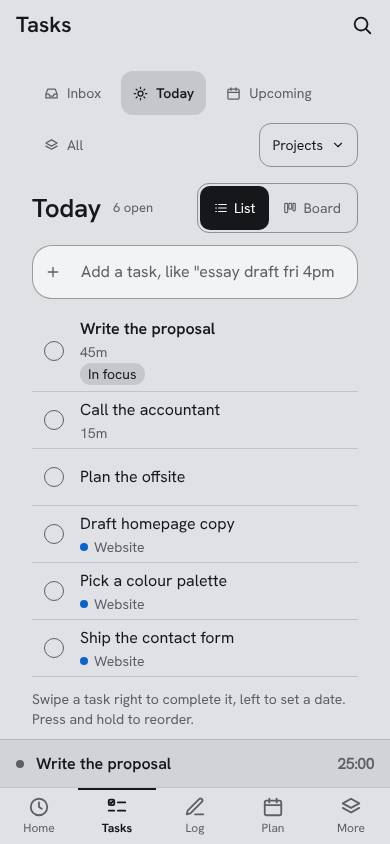 Tasks
Inbox
Today
Upcoming
All
Projects
Today
6 open
List
Board
Add a task, like "essay draft fri 4pm
Write the proposal
45m
In focus
Call the accountant
15m
Plan the offsite
Draft homepage copy
Website
Pick a colour palette
Website
Ship the contact form
Website
Swipe a task right to complete it, left to set a date.
Press and hold to reorder.
Write the proposal
25:00
Home
Tasks
Log
Plan
More